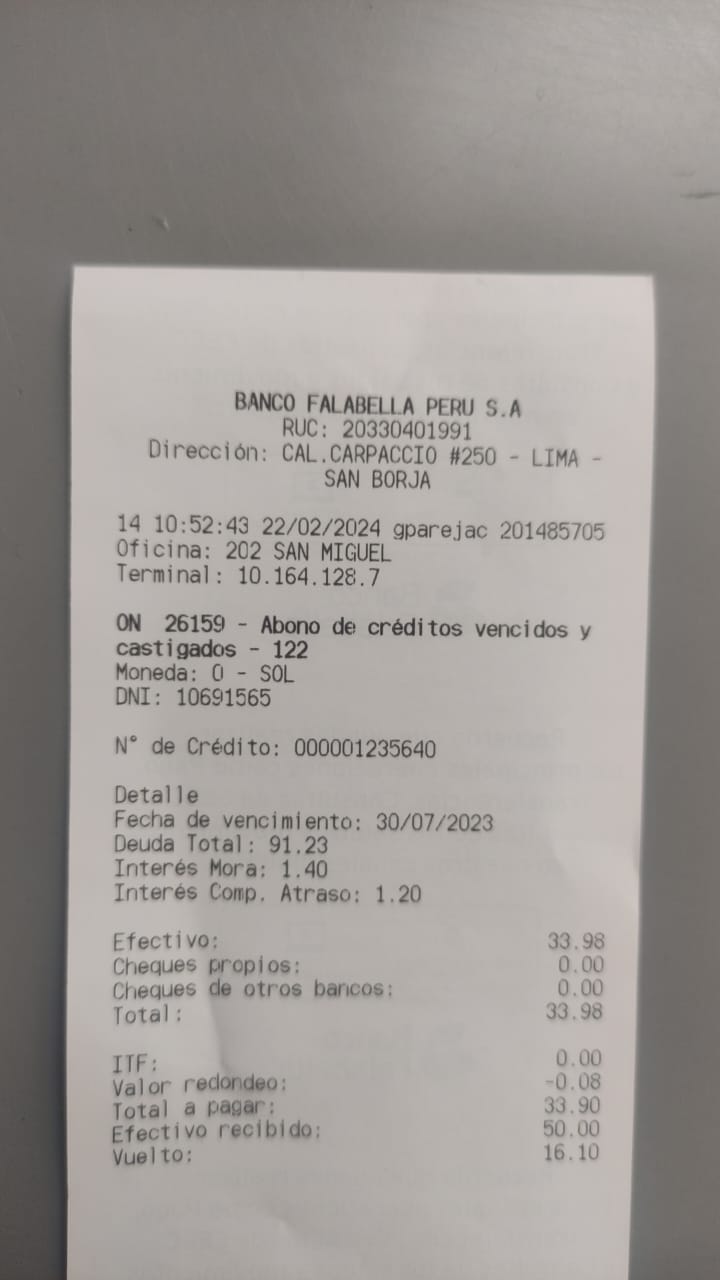 BANCO FALABELLA PERU S.A
RUC: 20330401991
Dirección: CAL.CARPACCIO #250 - LIMA -
SAN BORJA
14 10:52:43 22/02/2024 gparejac 201485705
Oficina: 202 SAN MIGUEL
Terminal: 10.164.128.7
ON 26159 - Abono de créditos vencidos y
castigados - 122
Moneda: 0 - SOL
DNI: 10691565
N° de Crédito: 000001235640
Detalle
Fecha de vencimiento: 30/07/2023
Deuda Total: 91.23
Interés Mora: 1.40
Interés Comp. Atraso: 1.20
Efectivo: 33.98
Cheques propios: 0.00
Cheques de otros bancos: 0.00
Total: 33.98
ITF: 0.00
Valor redondeo: -0.08
Total a pagar: 33.90
Efectivo recibido: 50.00
Vuelto: 16.10